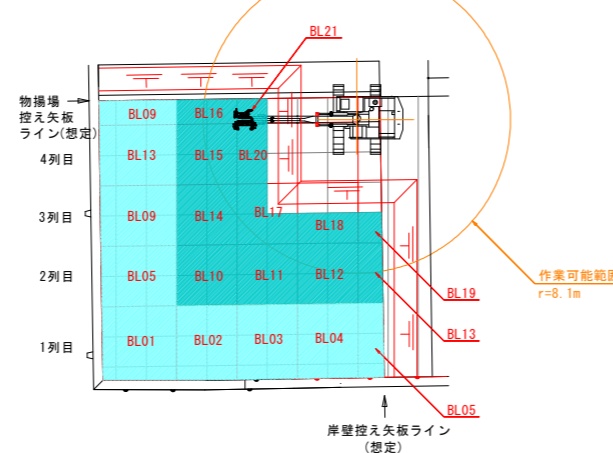 BL21
物揚場
控え矢板
ライン(想定)
BL09
BL16
4列目
BL13
BL15
BL20
3列目
BL09
BL14
BL17
BL18
2列目
BL05
BL10
BL11
BL12
作業可能範囲
r=8.1m
BL19
BL13
1列目
BL01
BL02
BL03
BL04
BL05
岸壁控え矢板ライン
(想定)